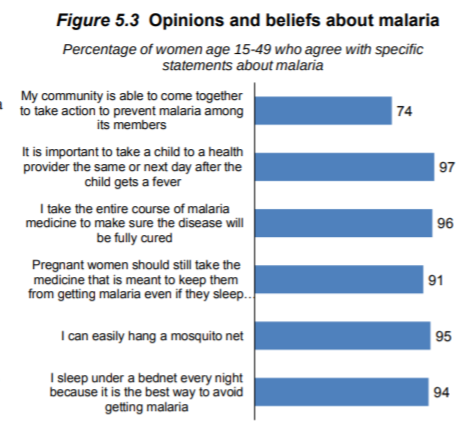 Figure 5.3 Opinions and beliefs about malaria
Percentage of women age 15-49 who agree with specific
statements about malaria
My community is able to come together
to take action to prevent malaria among
its members
74
It is important to take a child to a health
provider the same or next day after the
child gets a fever
97
I take the entire course of malaria
medicine to make sure the disease will
be fully cured
96
Pregnant women should still take the
medicine that is meant to keep them
from getting malaria even if they sleep…
91
I can easily hang a mosquito net
95
I sleep under a bednet every night
because it is the best way to avoid
getting malaria
94